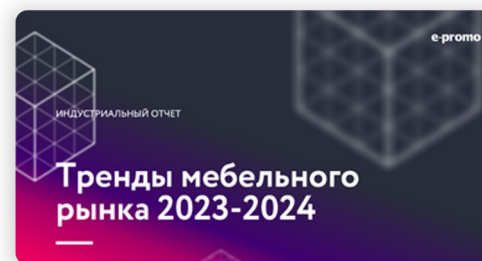 e-promo
ИНДУСТРИАЛЬНЫЙ ОТЧЕТ
Тренды мебельного
рынка 2023-2024